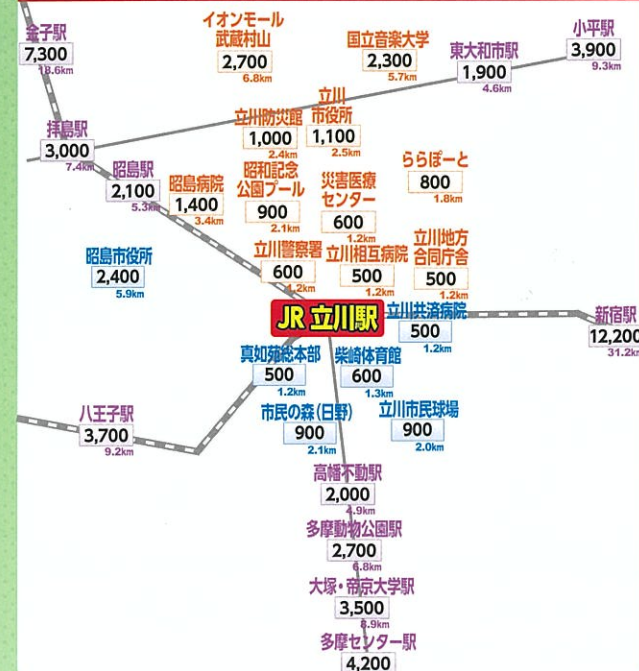 金子駅
7,300
18.6km
イオンモール
武蔵村山
2,700
6.8km
国立音楽大学
2,300
5.7km
東大和市駅
1,900
4.6km
小平駅
3,900
9.3km
拝島駅
3,000
7.4km
昭島駅
2,100
5.3km
昭島病院
1,400
3.4km
立川防災館
1,000
2.4km
立川
市役所
1,100
2.5km
昭和記念
公園プール
900
2.1km
災害医療
センター
600
1.2km
ららぽーと
800
1.8km
昭島市役所
2,400
5.9km
立川警察署
600
1.2km
立川相互病院
500
1.2km
立川地方
合同庁舎
500
1.2km
JR 立川駅
立川共済病院
500
1.2km
新宿駅
12,200
31.2km
真如苑総本部
500
1.2km
柴崎体育館
600
1.3km
八王子駅
3,700
9.2km
市民の森(日野)
900
2.1km
立川市民球場
900
2.0km
高幡不動駅
2,000
4.9km
多摩動物公園駅
2,700
6.8km
大塚・帝京大学駅
3,500
8.9km
多摩センター駅
4,200